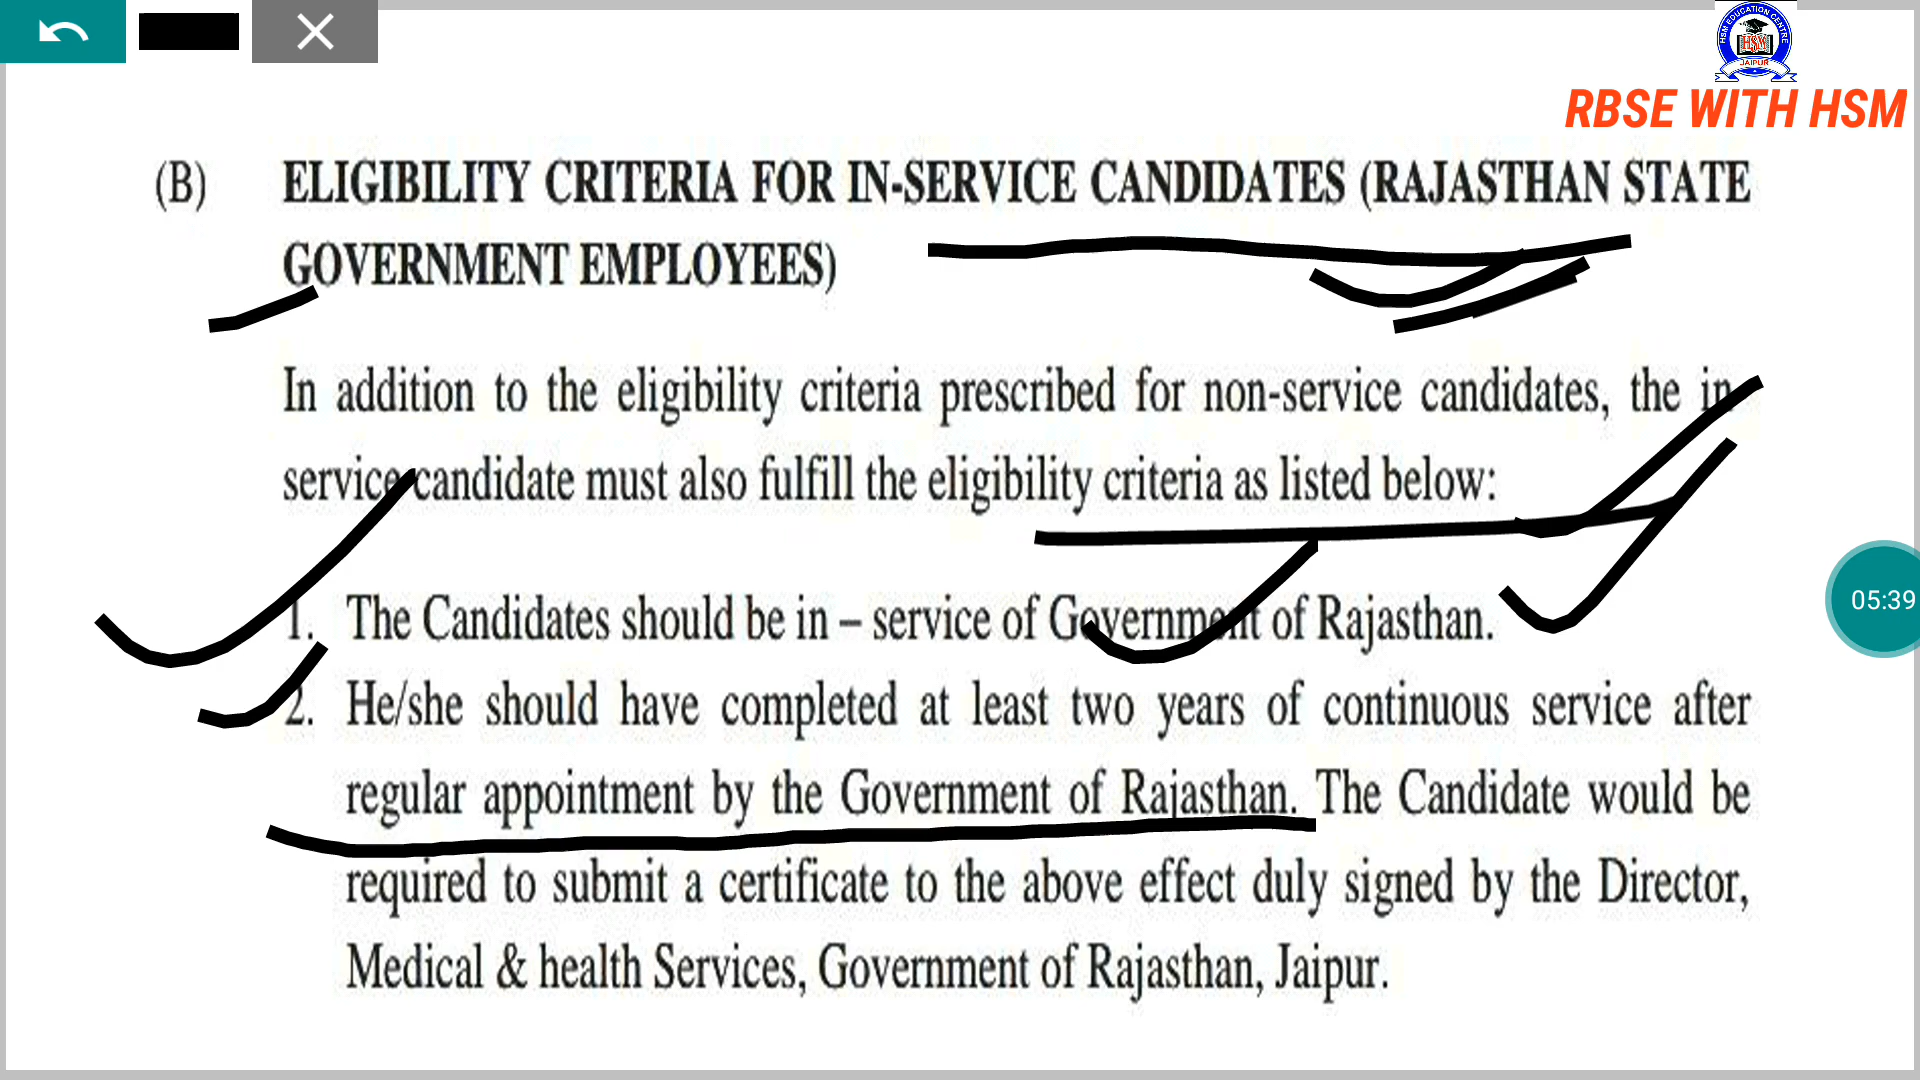 HSM EDUCATION CENTRE
HSM
JAIPUR
RBSE WITH HSM
(B) ELIGIBILITY CRITERIA FOR IN-SERVICE CANDIDATES (RAJASTHAN STATE
GOVERNMENT EMPLOYEES)
In addition to the eligibility criteria prescribed for non-service candidates, the in
service candidate must also fulfill the eligibility criteria as listed below:
1. The Candidates should be in – service of Government of Rajasthan.
2. He/she should have completed at least two years of continuous service after
regular appointment by the Government of Rajasthan. The Candidate would be
required to submit a certificate to the above effect duly signed by the Director,
Medical & health Services, Government of Rajasthan, Jaipur.
05:39